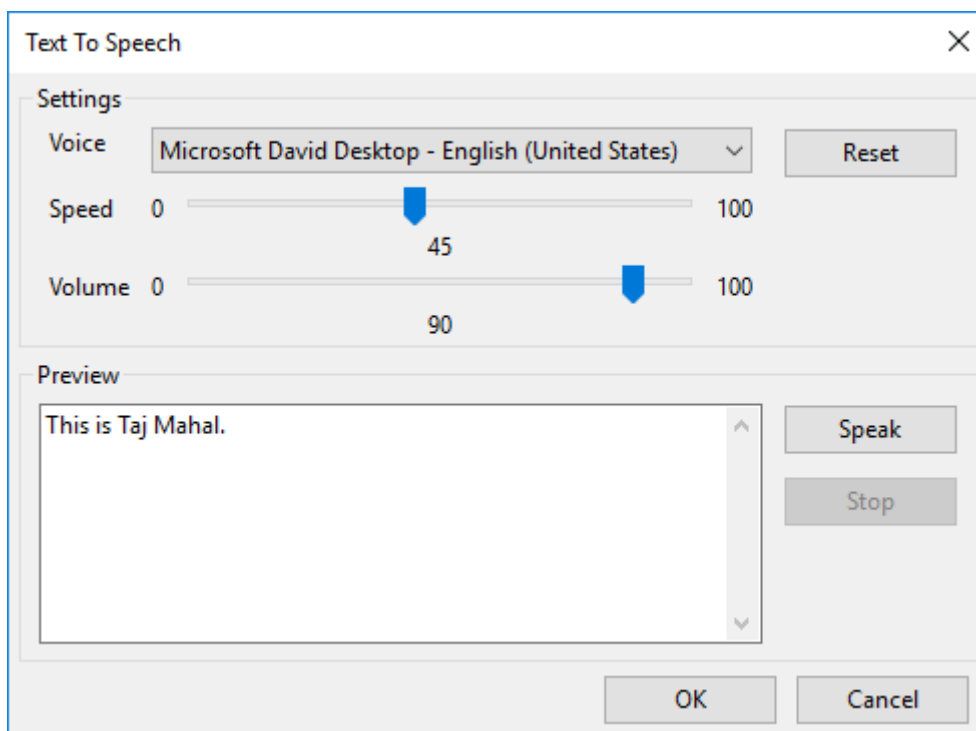 Text To Speech
Settings
Voice
Microsoft David Desktop - English (United States)
Reset
Speed 0 100
45
Volume 0 100
90
Preview
This is Taj Mahal.
Speak
Stop
OK Cancel